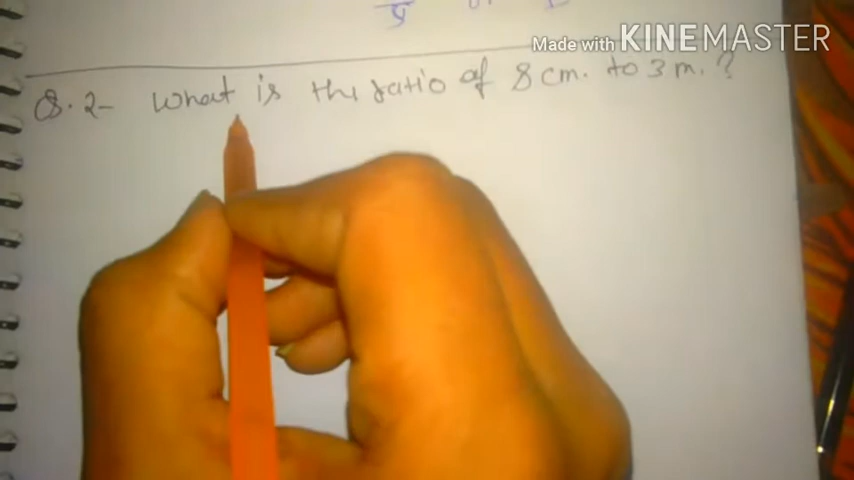 Made with KINEMASTER
Q.2- What is the ratio of 8 cm. to 3 m.?